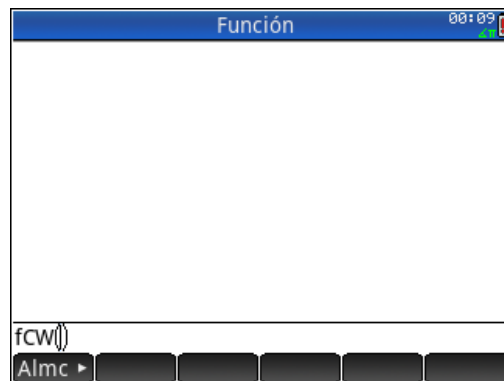 Función
00:09
∡π
fCW()
Almc ▸